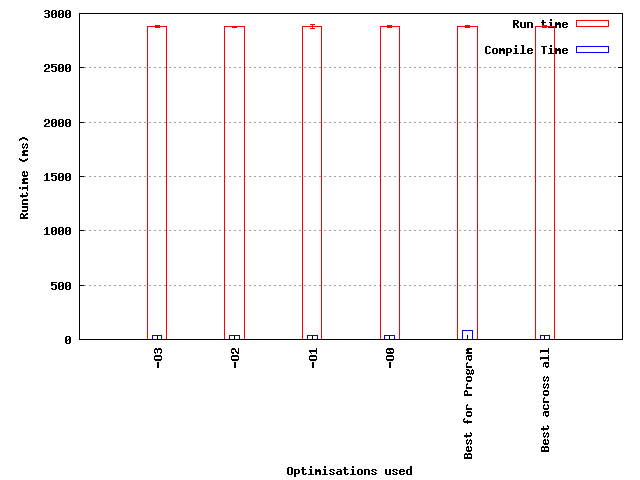 3000
2500
2000
1500
1000
500
0
Runtime (ms)
Run time
Compile Time
-O3
-O2
-O1
-O0
Best for Program
Best across all
Optimisations used